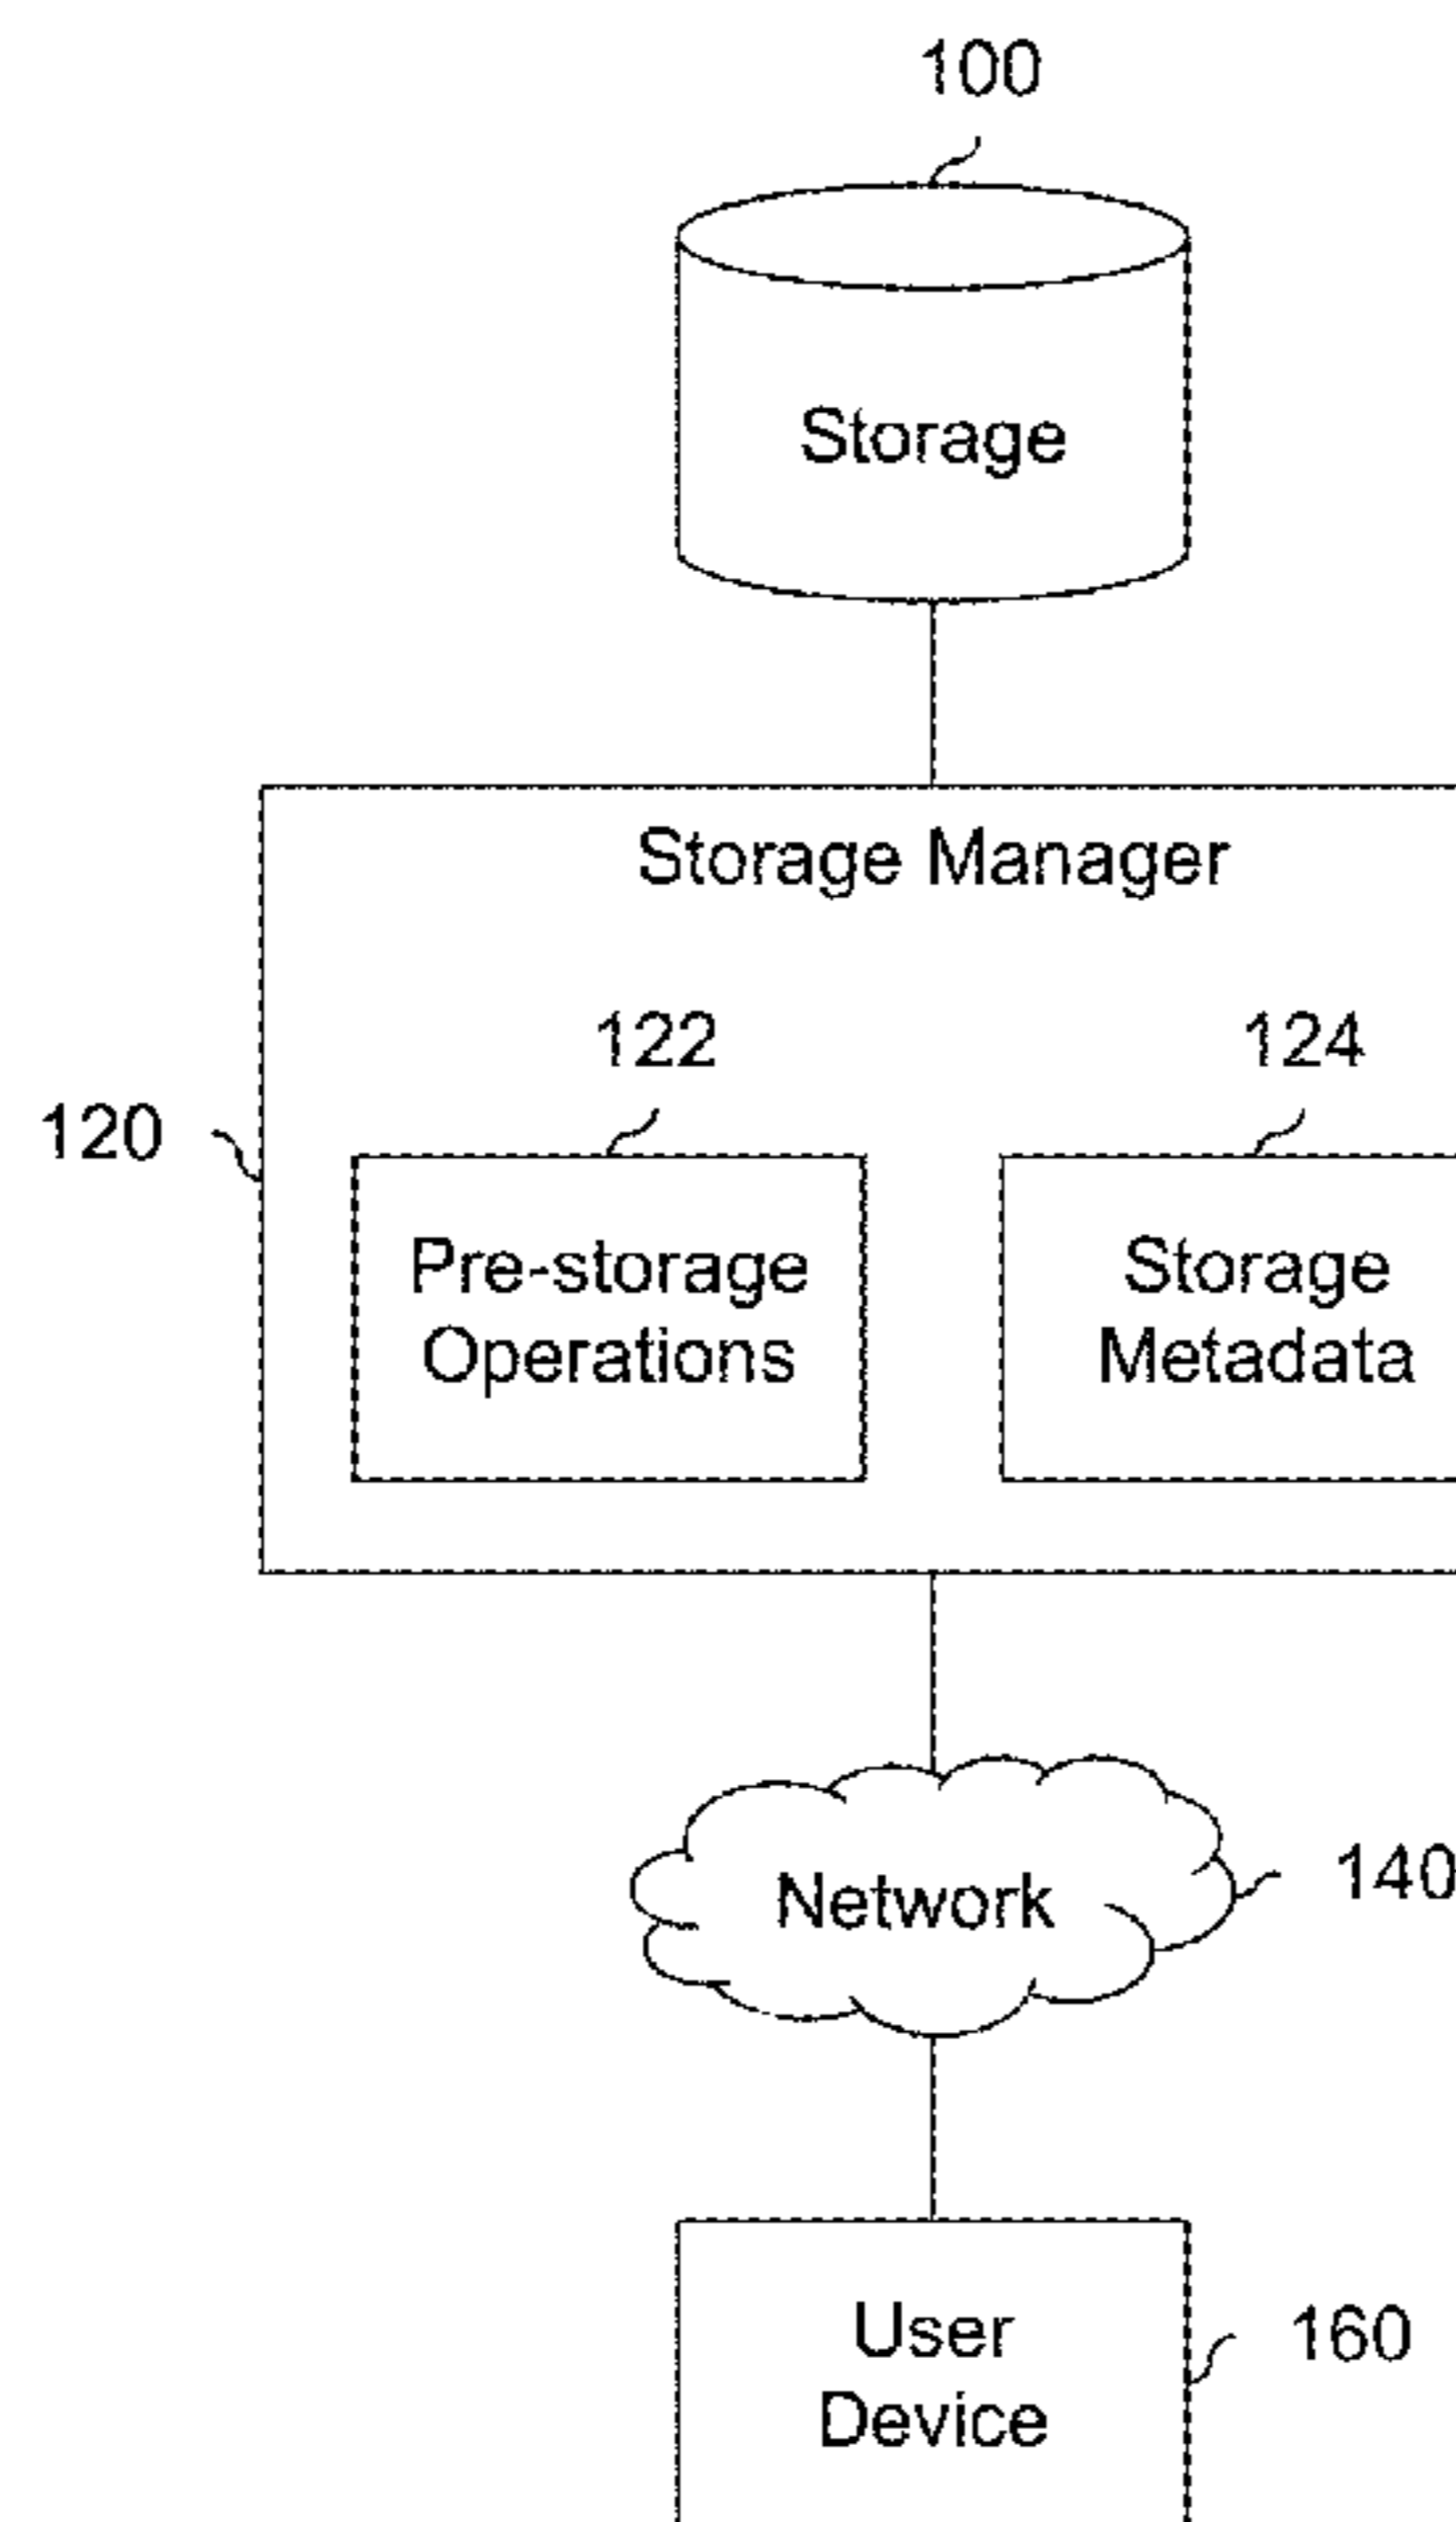 100
Storage
Storage Manager
122
124
120
Pre-storage
Operations
Storage
Metadata
Network
140
User
Device
160